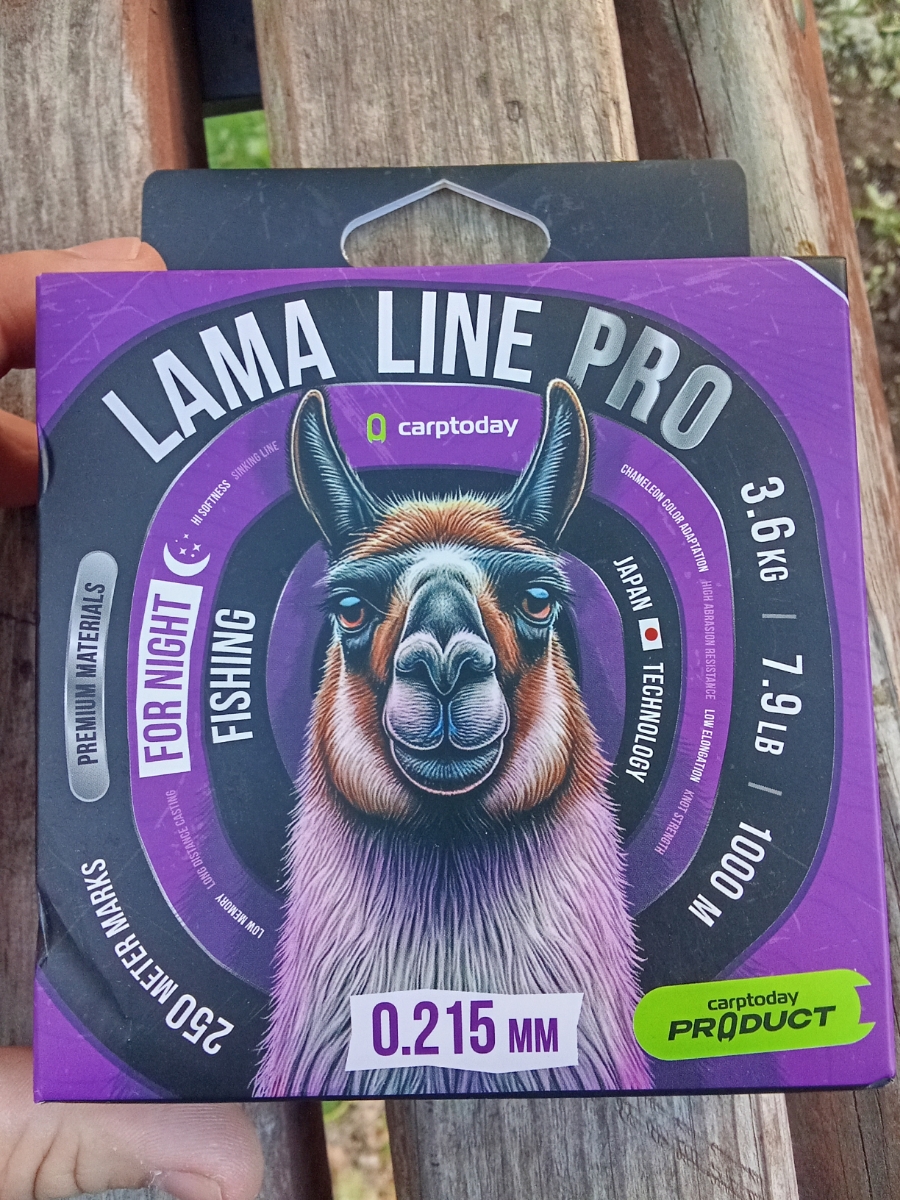 LAMA LINE PRO
carptoday
HI SOFTNESS SINKING LINE
CHAMELEON COLOR ADAPTATION HIGH ABRASION RESISTANCE LOW ELONGATION KNOT STRENGTH
3.6 KG | 7.9 LB | 1000 M
JAPAN TECHNOLOGY
PREMIUM MATERIALS
FOR NIGHT
FISHING
LOW MEMORY LONG DISTANCE CASTING
250 METER MARKS
0.215 MM
carptoday
PRODUCT